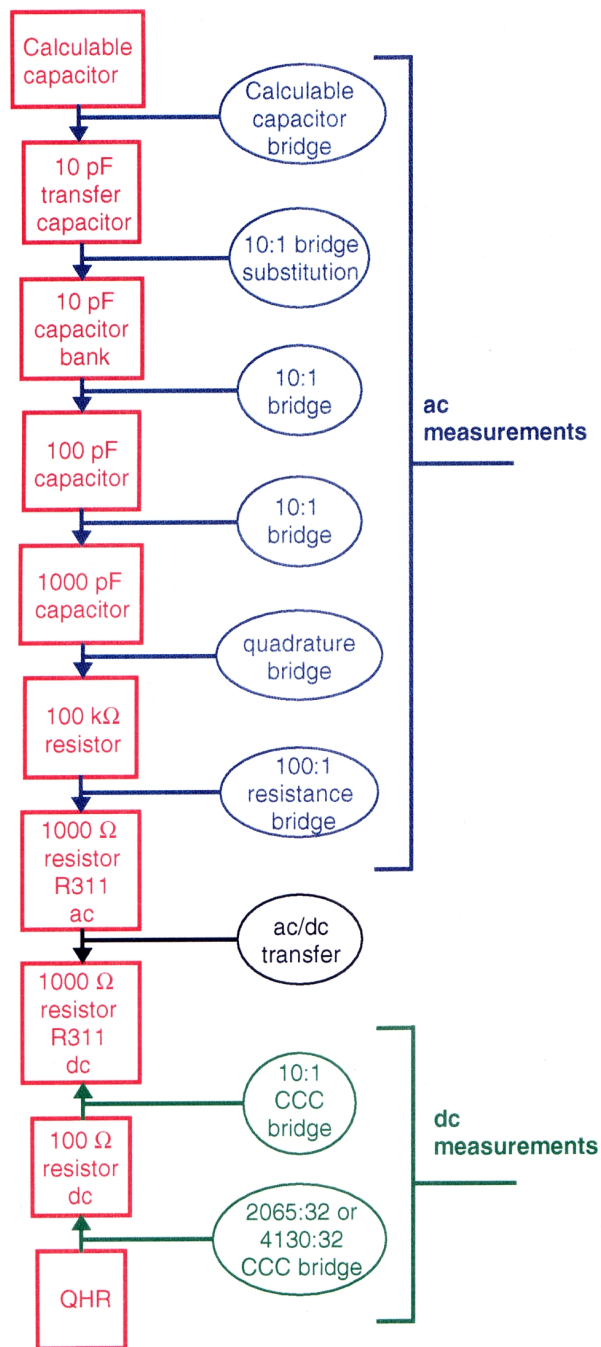 Calculable
capacitor
Calculable
capacitor
bridge
10 pF
transfer
capacitor
10:1 bridge
substitution
10 pF
capacitor
bank
10:1
bridge
ac
measurements
100 pF
capacitor
10:1
bridge
1000 pF
capacitor
quadrature
bridge
100 kΩ
resistor
100:1
resistance
bridge
1000 Ω
resistor
R311
ac
ac/dc
transfer
1000 Ω
resistor
R311
dc
10:1
CCC
bridge
dc
measurements
100 Ω
resistor
dc
2065:32 or
4130:32
CCC bridge
QHR